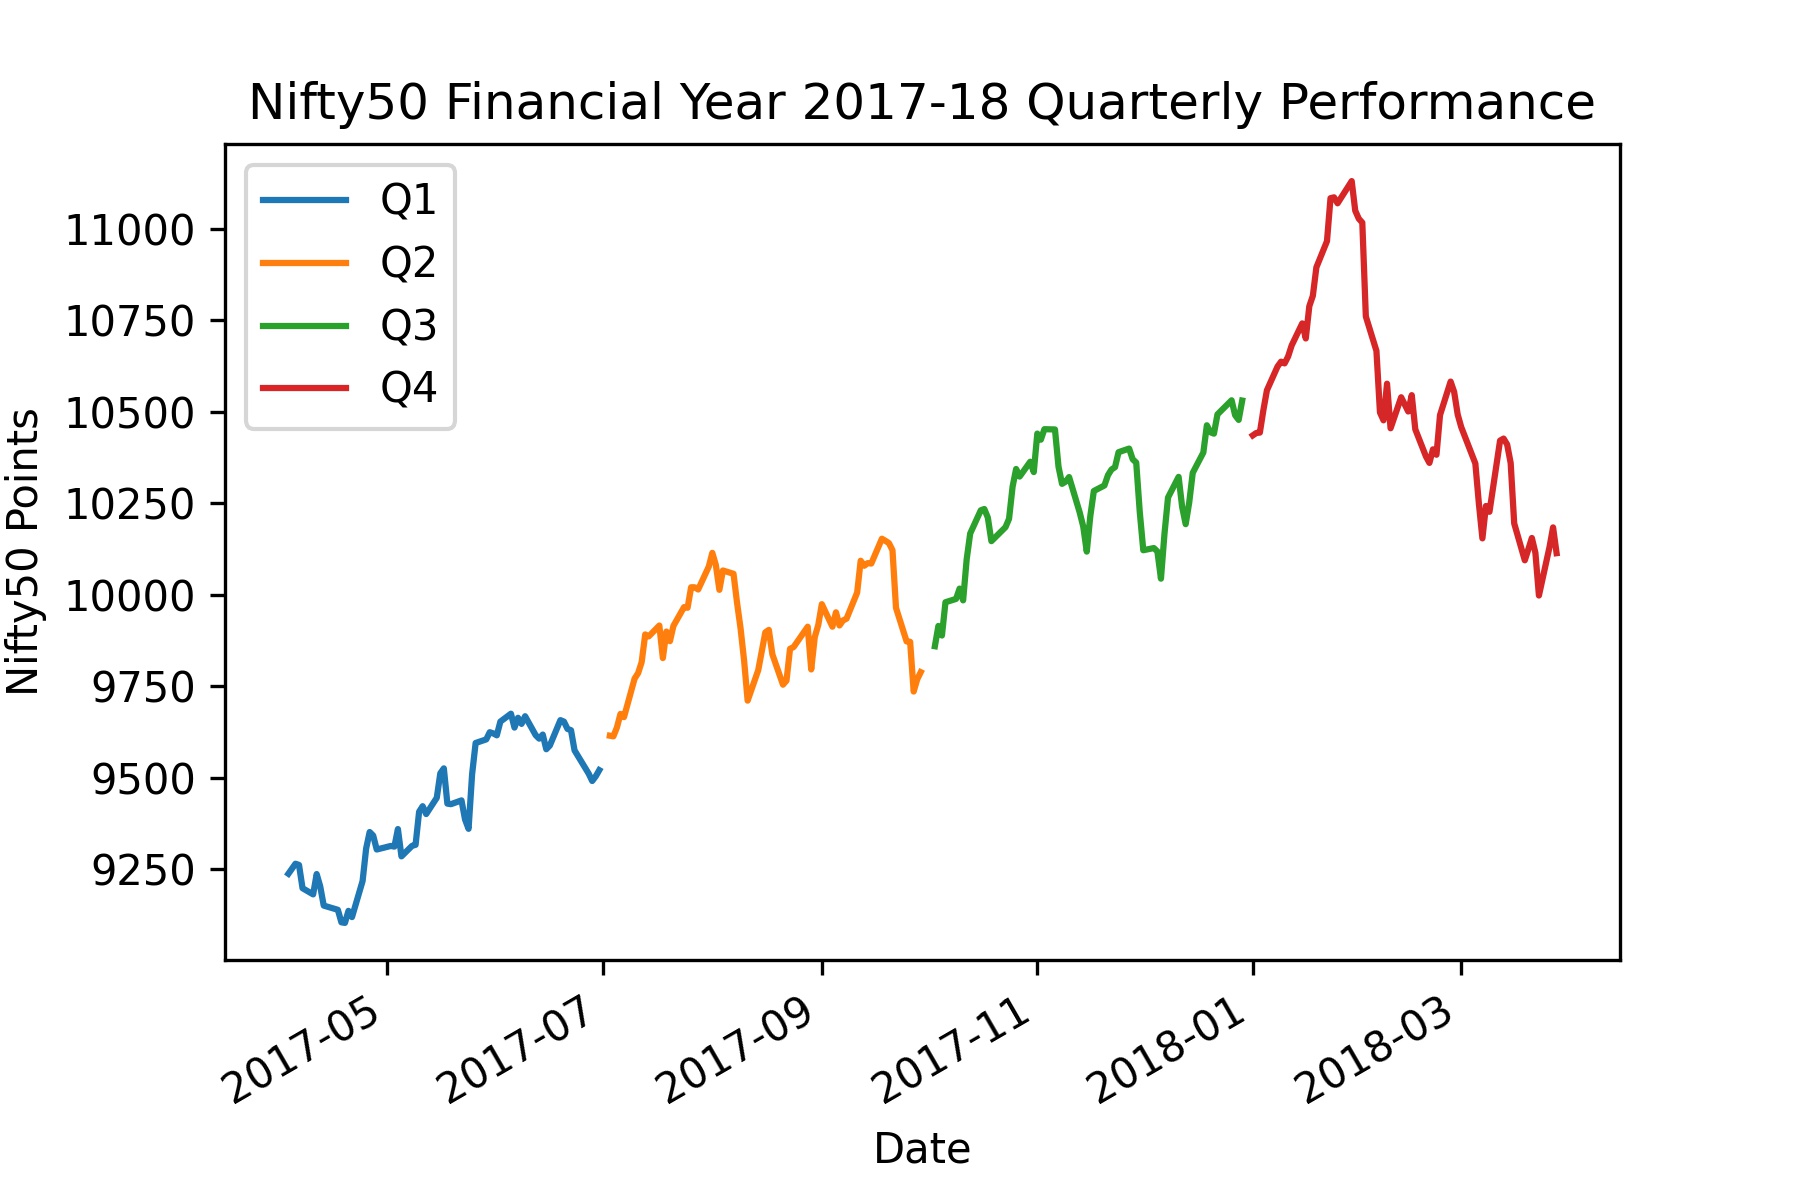 Nifty50 Financial Year 2017-18 Quarterly Performance
Q1
Q2
Q3
Q4
11000
10750
10500
10250
10000
9750
9500
9250
Nifty50 Points
2017-05
2017-07
2017-09
2017-11
2018-01
2018-03
Date